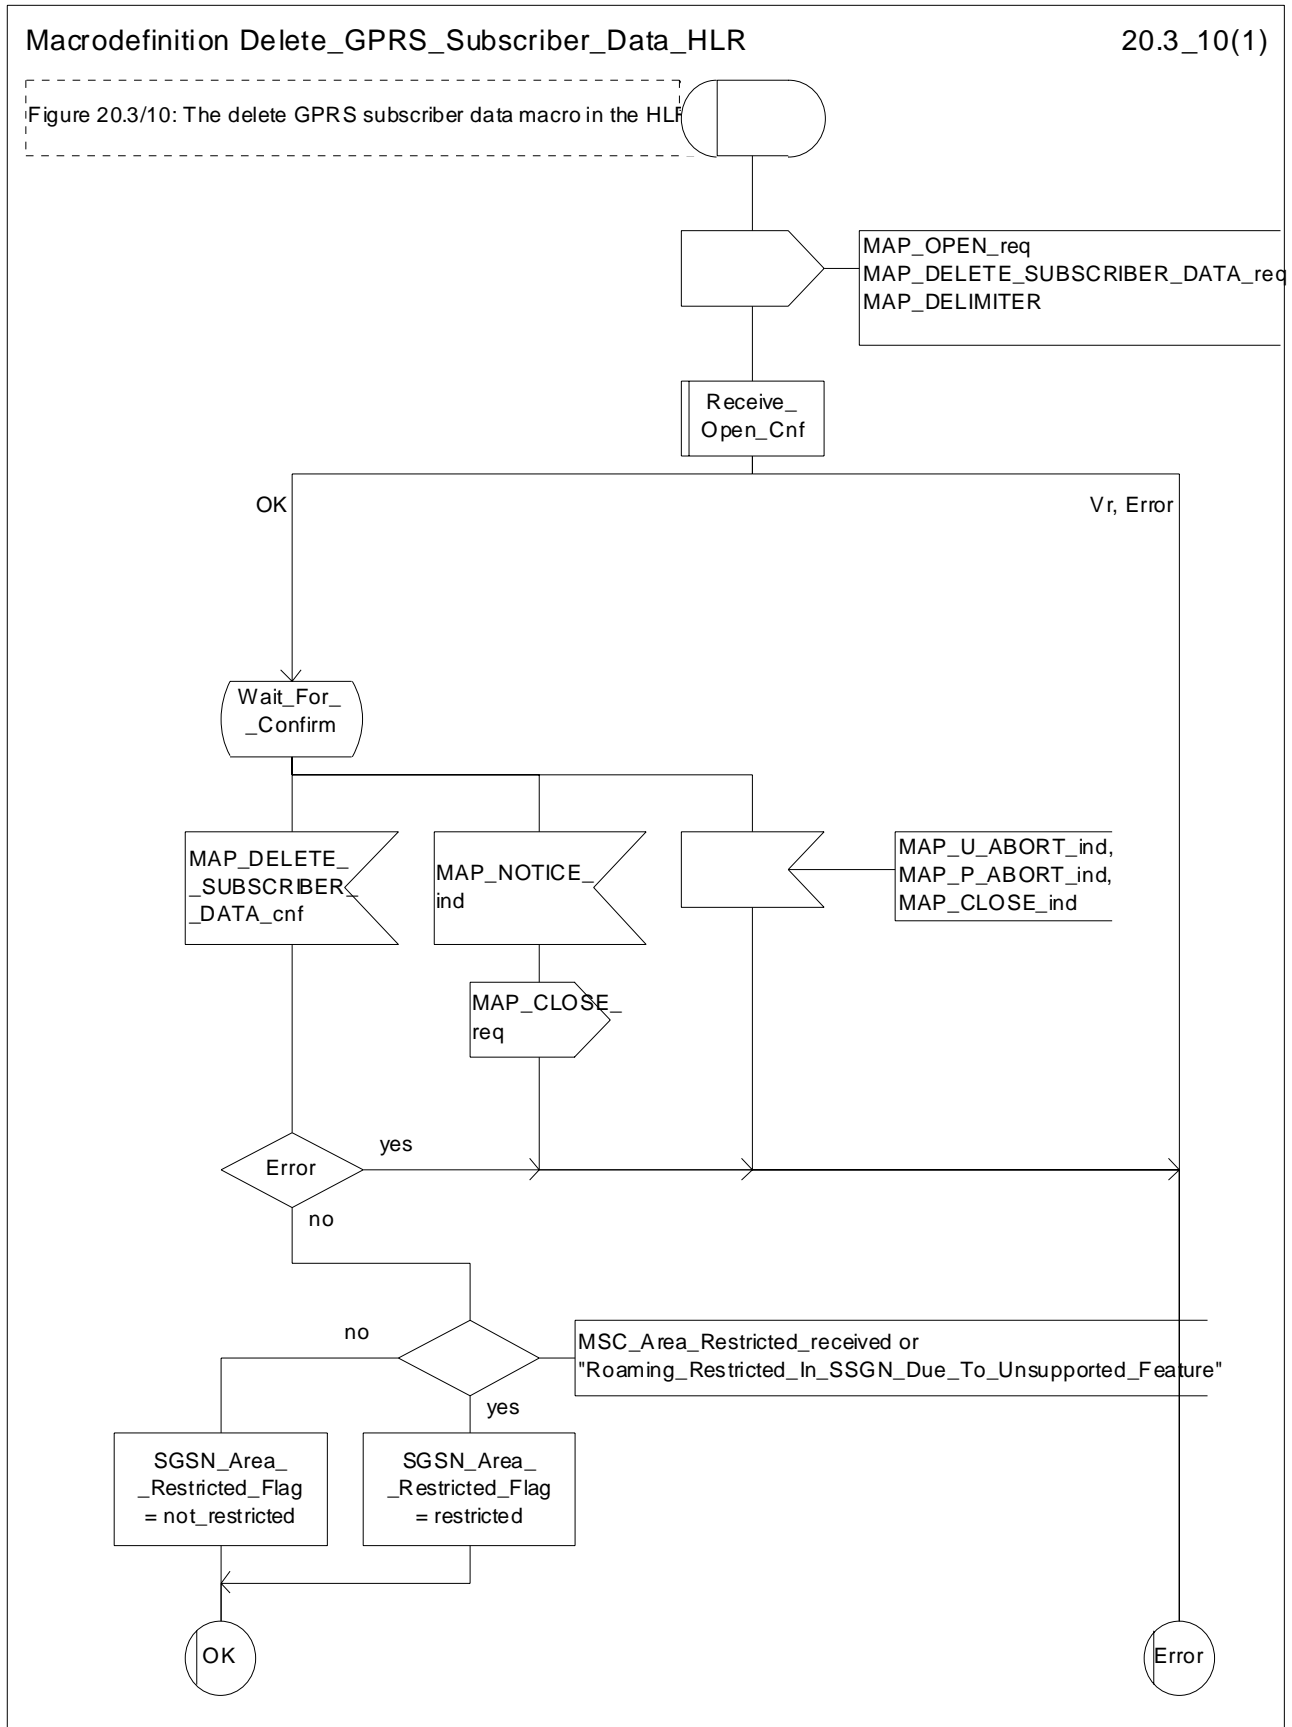 Macrodefinition Delete_GPRS_Subscriber_Data_HLR
20.3_10(1)
Figure 20.3/10: The delete GPRS subscriber data macro in the HLR
MAP_OPEN_req
MAP_DELETE_SUBSCRIBER_DATA_req
MAP_DELIMITER
Receive_
Open_Cnf
OK
Vr, Error
Wait_For_
_Confirm
MAP_DELETE_
_SUBSCRIBER_
_DATA_cnf
MAP_NOTICE_
ind
MAP_U_ABORT_ind,
MAP_P_ABORT_ind,
MAP_CLOSE_ind
MAP_CLOSE_
req
Error
yes
no
no
MSC_Area_Restricted_received or
"Roaming_Restricted_In_SSGN_Due_To_Unsupported_Feature"
yes
SGSN_Area_
_Restricted_Flag
= not_restricted
SGSN_Area_
_Restricted_Flag
= restricted
OK
Error